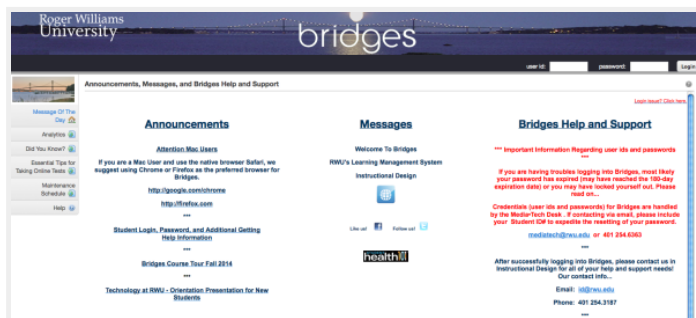 Roger Williams
University
bridges
user id:
password:
Login
Announcements, Messages, and Bridges Help and Support
Login issue? Click here.
Message Of The
Day
Analytics
Did You Know?
Essential Tips for
Taking Online Tests
Maintenance
Schedule
Help
Announcements
Attention Mac Users
If you are a Mac User and use the native browser Safari, we
suggest using Chrome or Firefox as the preferred browser for
Bridges.
http://google.com/chrome
http://firefox.com
***
Student Login, Password, and Additional Getting
Help Information
***
Bridges Course Tour Fall 2014
***
Technology at RWU - Orientation Presentation for New
Students
Messages
Welcome To Bridges
RWU's Learning Management System
Instructional Design
@
Like us!
Follow us!
health101
Bridges Help and Support
*** Important Information Regarding user ids and passwords
***
If you are having troubles logging into Bridges, most likely
your password has expired (may have reached the 180-day
expiration date) or you may have locked yourself out. Please
read on...
Credentials (user ids and passwords) for Bridges are handled
by the Media-Tech Desk . If contacting via email, please include
your Student ID# to expedite the resetting of your password.
mediatech@rwu.edu or 401 254.6363
***
After successfully logging into Bridges, please contact us in
Instructional Design for all of your help and support needs!
Our contact info...
Email: id@rwu.edu
Phone: 401 254.3187
***